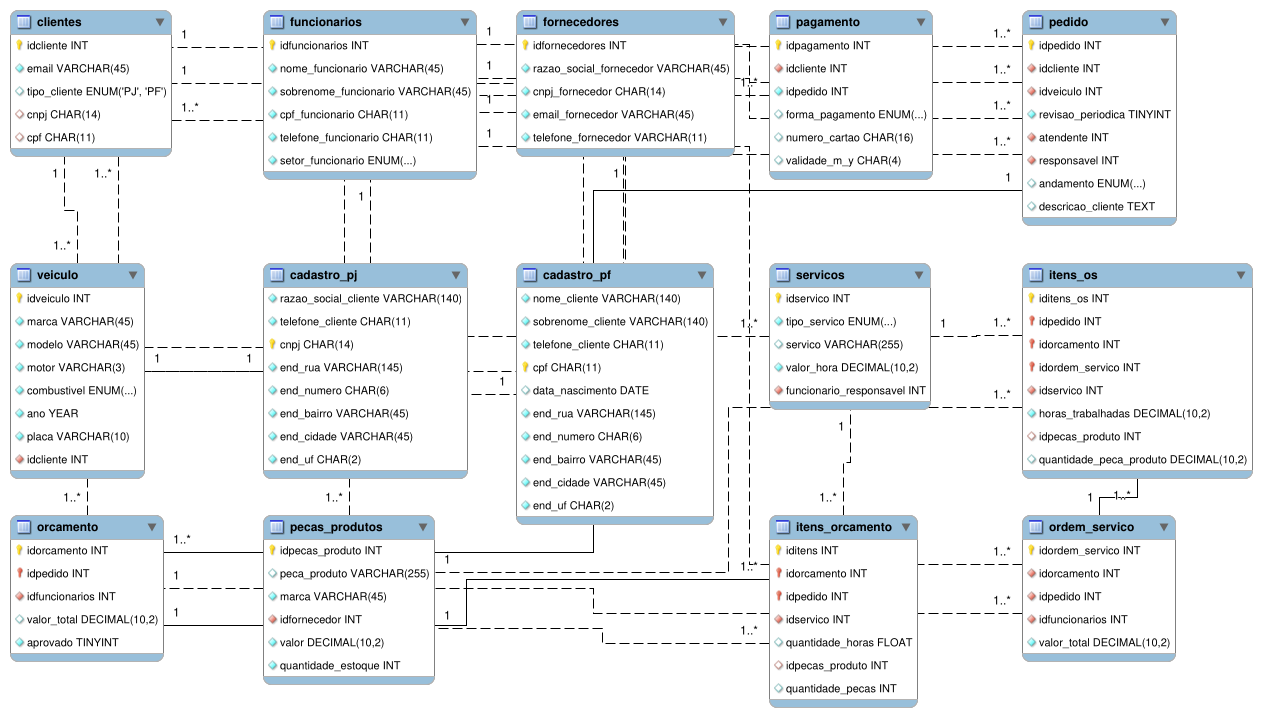 clientes
idcliente INT
email VARCHAR(45)
tipo_cliente ENUM('PJ', 'PF')
cnpj CHAR(14)
cpf CHAR(11)
funcionarios
idfuncionarios INT
nome_funcionario VARCHAR(45)
sobrenome_funcionario VARCHAR(45)
cpf_funcionario CHAR(11)
telefone_funcionario CHAR(11)
setor_funcionario ENUM(...)
fornecedores
idfornecedores INT
razao_social_fornecedor VARCHAR(45)
cnpj_fornecedor CHAR(14)
email_fornecedor VARCHAR(45)
telefone_fornecedor VARCHAR(11)
pagamento
idpagamento INT
idcliente INT
idpedido INT
forma_pagamento ENUM(...)
numero_cartao CHAR(16)
validade_m_y CHAR(4)
pedido
idpedido INT
idcliente INT
idveiculo INT
revisao_periodica TINYINT
atendente INT
responsavel INT
andamento ENUM(...)
descricao_cliente TEXT
1
1
1..*
1
1
1
1
1..*
1..*
1..*
1..*
1..*
1
1
1..*
1
1
1..*
veiculo
idveiculo INT
marca VARCHAR(45)
modelo VARCHAR(45)
motor VARCHAR(3)
combustivel ENUM(...)
ano YEAR
placa VARCHAR(10)
idcliente INT
cadastro_pj
razao_social_cliente VARCHAR(140)
telefone_cliente CHAR(11)
cnpj CHAR(14)
end_rua VARCHAR(145)
end_numero CHAR(6)
end_bairro VARCHAR(45)
end_cidade VARCHAR(45)
end_uf CHAR(2)
cadastro_pf
nome_cliente VARCHAR(140)
sobrenome_cliente VARCHAR(140)
telefone_cliente CHAR(11)
cpf CHAR(11)
data_nascimento DATE
end_rua VARCHAR(145)
end_numero CHAR(6)
end_bairro VARCHAR(45)
end_cidade VARCHAR(45)
end_uf CHAR(2)
servicos
idservico INT
tipo_servico ENUM(...)
servico VARCHAR(255)
valor_hora DECIMAL(10,2)
funcionario_responsavel INT
itens_os
iditens_os INT
idpedido INT
idorcamento INT
idordem_servico INT
idservico INT
horas_trabalhadas DECIMAL(10,2)
idpecas_produto INT
quantidade_peca_produto DECIMAL(10,2)
1..*
1
1..*
1
1
1
1..*
1
1..*
1..*
1..*
1
1..*
orcamento
idorcamento INT
idpedido INT
idfuncionarios INT
valor_total DECIMAL(10,2)
aprovado TINYINT
pecas_produtos
idpecas_produto INT
peca_produto VARCHAR(255)
marca VARCHAR(45)
idfornecedor INT
valor DECIMAL(10,2)
quantidade_estoque INT
itens_orcamento
iditens INT
idorcamento INT
idpedido INT
idservico INT
quantidade_horas FLOAT
idpecas_produto INT
quantidade_pecas INT
ordem_servico
idordem_servico INT
idorcamento INT
idpedido INT
idfuncionarios INT
valor_total DECIMAL(10,2)
1..*
1
1
1
1
1..*
1..*
1..*
1..*